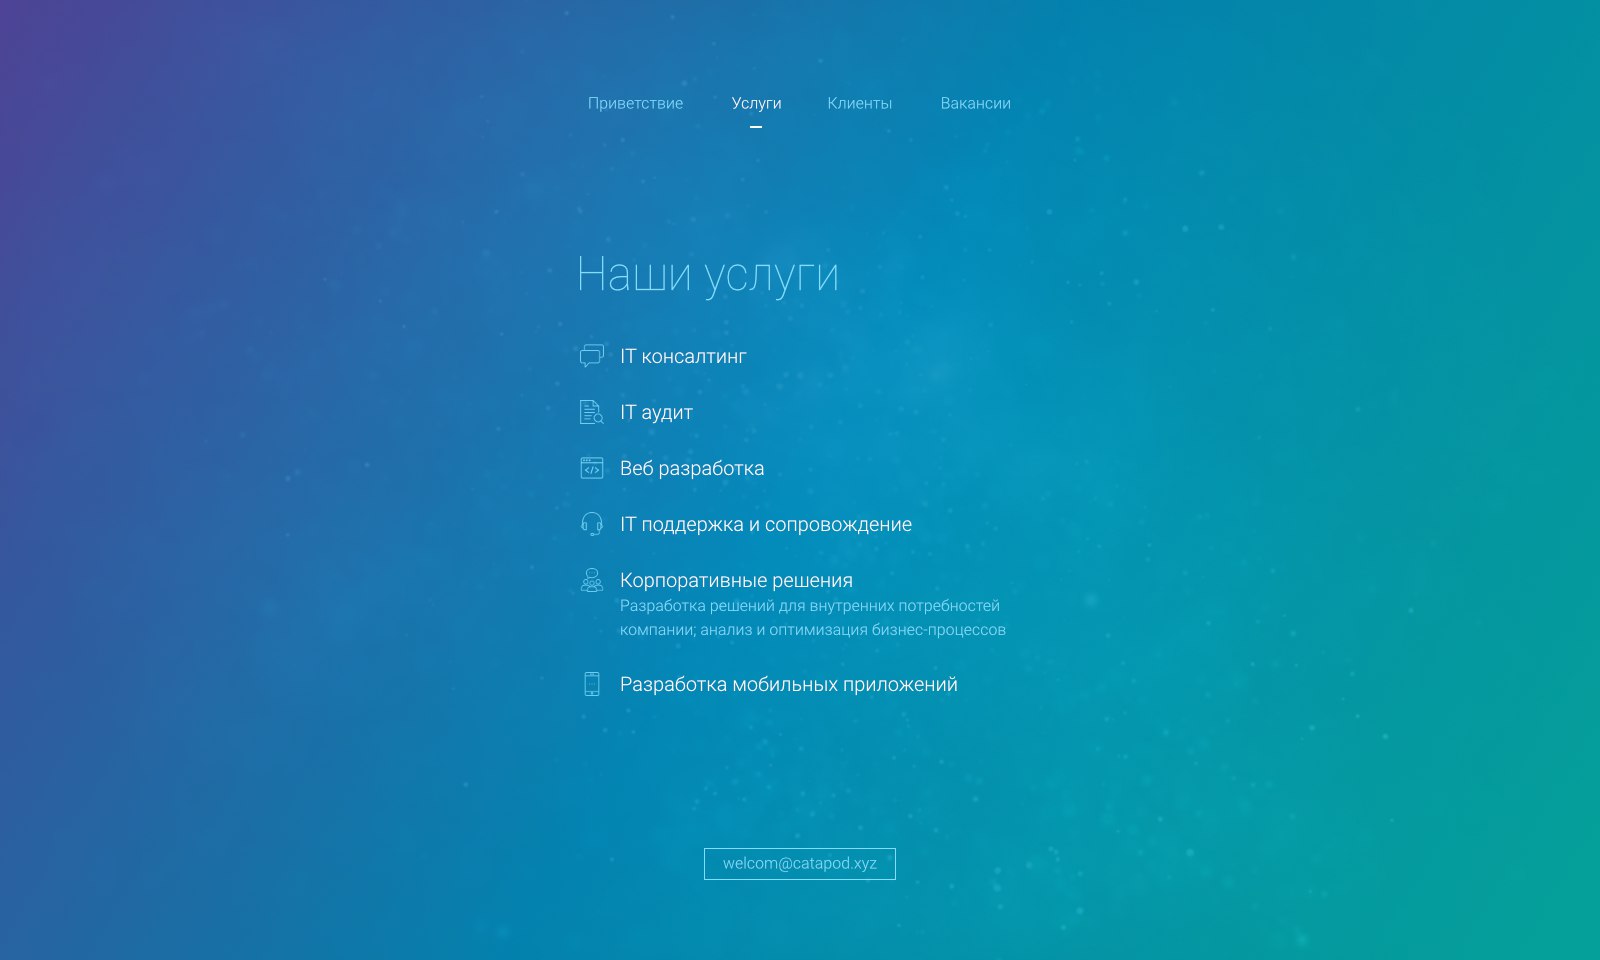 Приветствие Услуги Клиенты Вакансии
Наши услуги
IT консалтинг
IT аудит
Веб разработка
IT поддержка и сопровождение
Корпоративные решения
Разработка решений для внутренних потребностей
компании; анализ и оптимизация бизнес-процессов
Разработка мобильных приложений
welcom@catapod.xyz